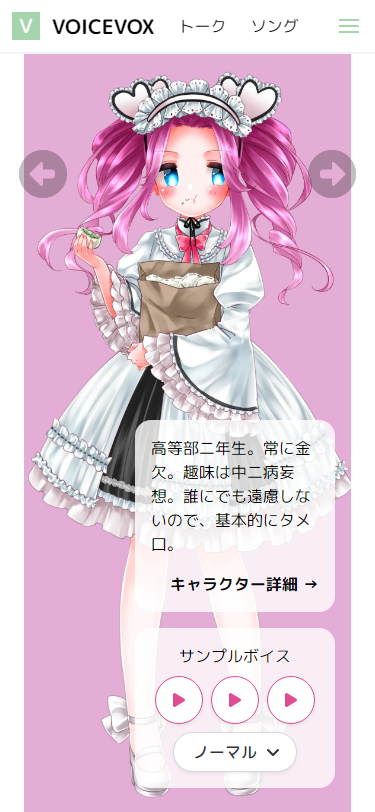 V VOICEVOX トーク ソング
高等部二年生。常に金
欠。趣味は中二病妄
想。誰にでも遠慮しな
いので、基本的にタメ
口。
キャラクター詳細 →
サンプルボイス
ノーマル